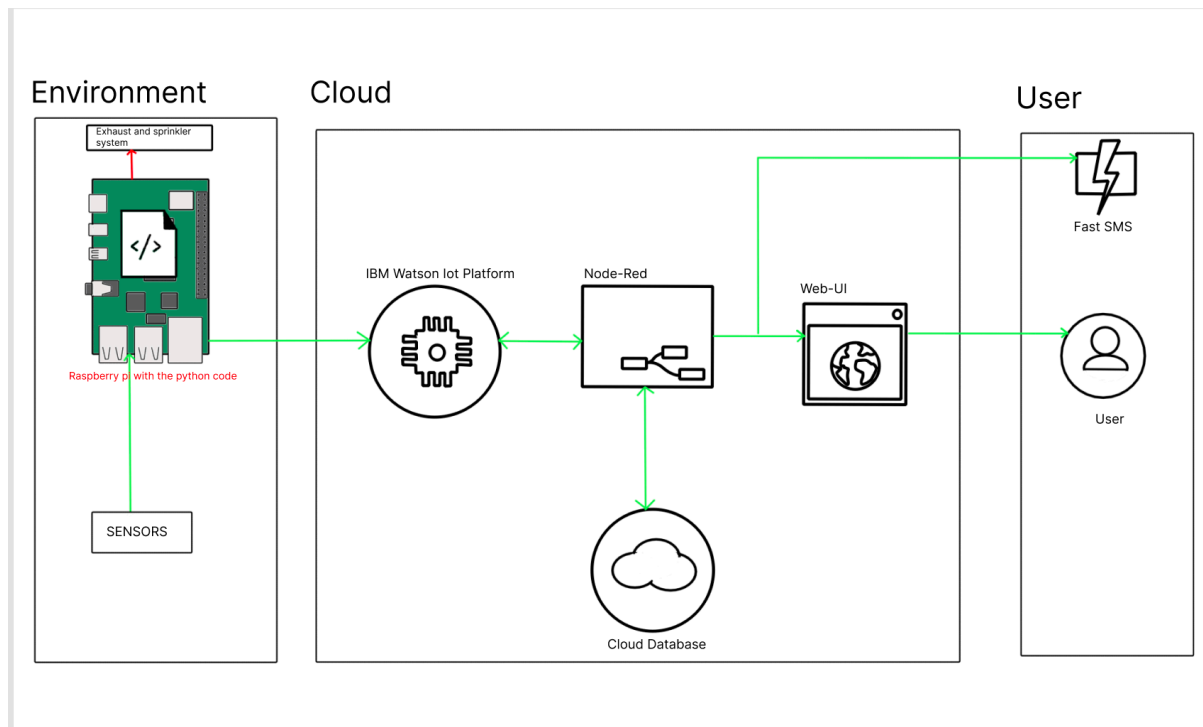 Environment
Cloud
User
Exhaust and sprinkler
system
</>
Raspberry pi with the python code
SENSORS
IBM Watson Iot Platform
Node-Red
Web-UI
Cloud Database
Fast SMS
User